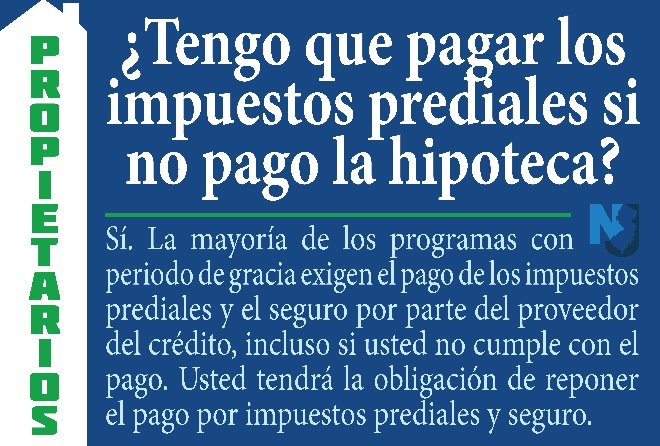 PROPIETARIOS
¿Tengo que pagar los
impuestos prediales si
no pago la hipoteca?
NJ
Sí. La mayoría de los programas con
periodo de gracia exigen el pago de los impuestos
prediales y el seguro por parte del proveedor
del crédito, incluso si usted no cumple con el
pago. Usted tendrá la obligación de reponer
el pago por impuestos prediales y seguro.